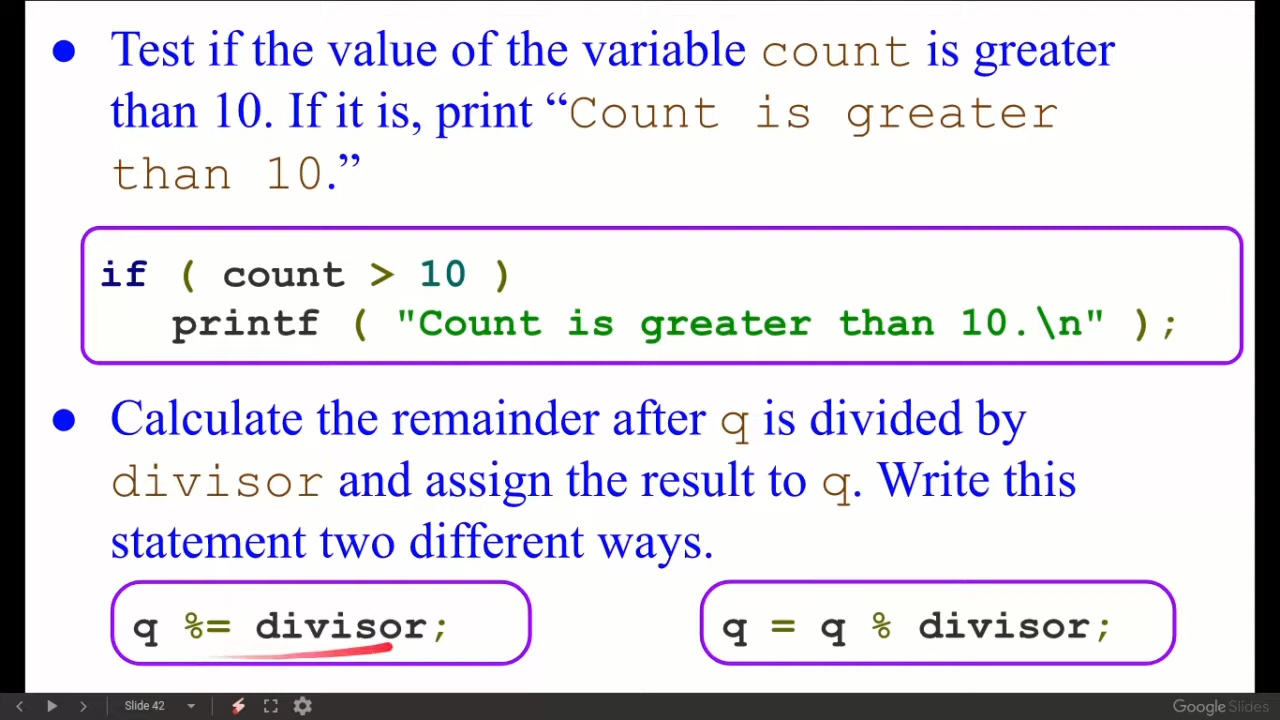 ● Test if the value of the variable count is greater
than 10. If it is, print “Count is greater
than 10.”
if ( count > 10 )
printf ( "Count is greater than 10.\n" );
● Calculate the remainder after q is divided by
divisor and assign the result to q. Write this
statement two different ways.
q %= divisor;
q = q % divisor;
Slide 42
Google Slides